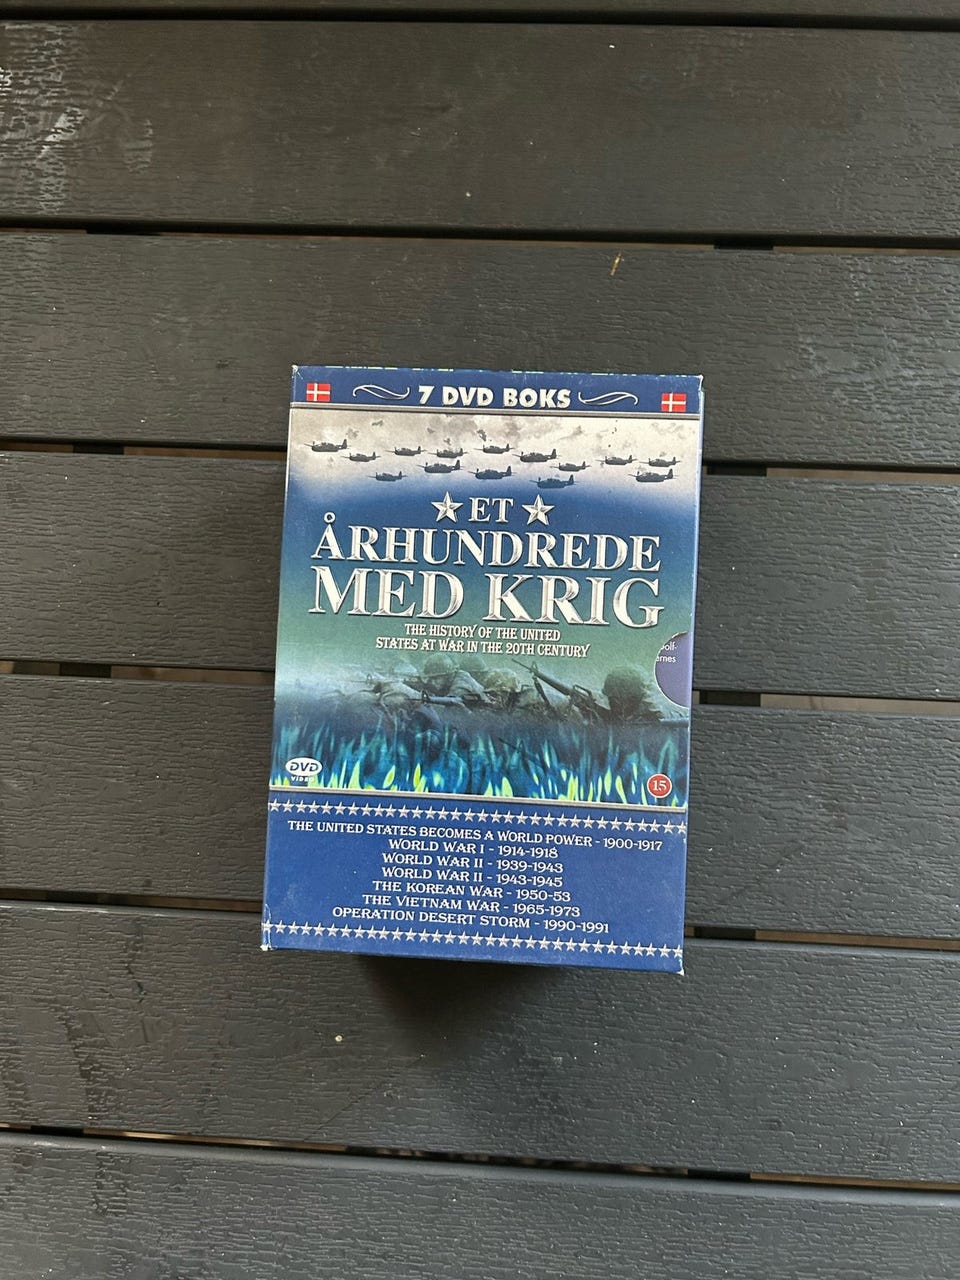 7 DVD BOKS
ET
ÅRHUNDREDE
MED KRIG
THE HISTORY OF THE UNITED
STATES AT WAR IN THE 20TH CENTURY
ernes
DVD
VIDEO
15
THE UNITED STATES BECOMES A WORLD POWER - 1900-1917
WORLD WAR I - 1914-1918
WORLD WAR II - 1939-1943
WORLD WAR II - 1943-1945
THE KOREAN WAR - 1950-53
THE VIETNAM WAR - 1965-1973
OPERATION DESERT STORM - 1990-1991